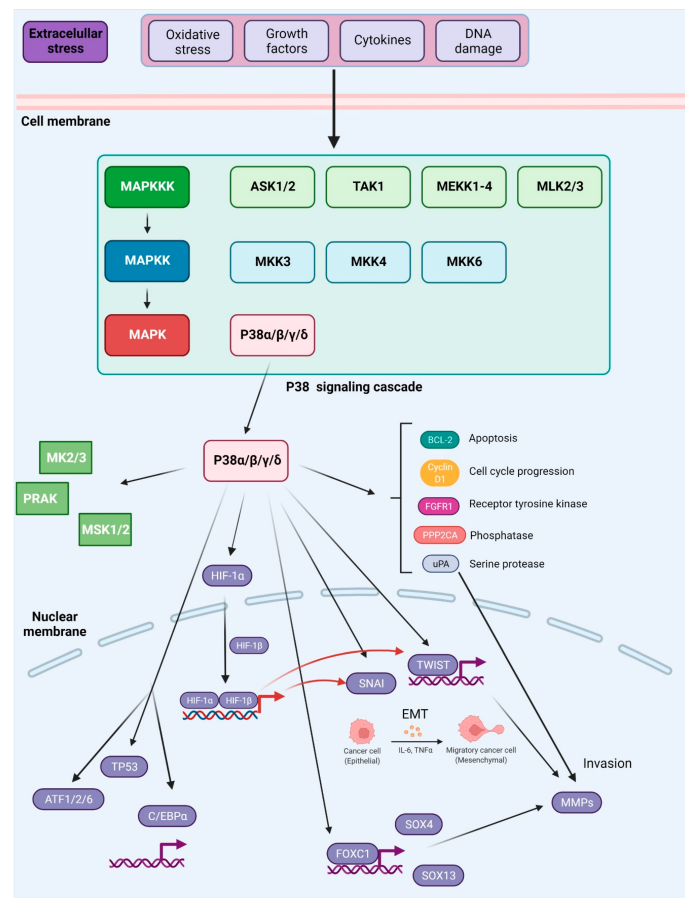 Extracelullar
stress
Oxidative
stress
Growth
factors
Cytokines
DNA
damage
Cell membrane
MAPKKK
ASK1/2
TAK1
MEKK1-4
MLK2/3
MAPKK
MKK3
MKK4
MKK6
MAPK
P38α/β/γ/δ
P38 signaling cascade
MK2/3
PRAK
MSK1/2
P38α/β/γ/δ
BCL-2
Apoptosis
Cyclin
D1
Cell cycle progression
FGFR1
Receptor tyrosine kinase
PPP2CA
Phosphatase
uPA
Serine protease
HIF-1α
Nuclear
membrane
HIF-1β
HIF-1α
HIF-1β
SNAI
TWIST
EMT
Cancer cell
(Epithelial)
IL-6, TNFα
Migratory cancer cell
(Mesenchymal)
Invasion
TP53
ATF1/2/6
C/EBPα
MMPs
SOX4
FOXC1
SOX13